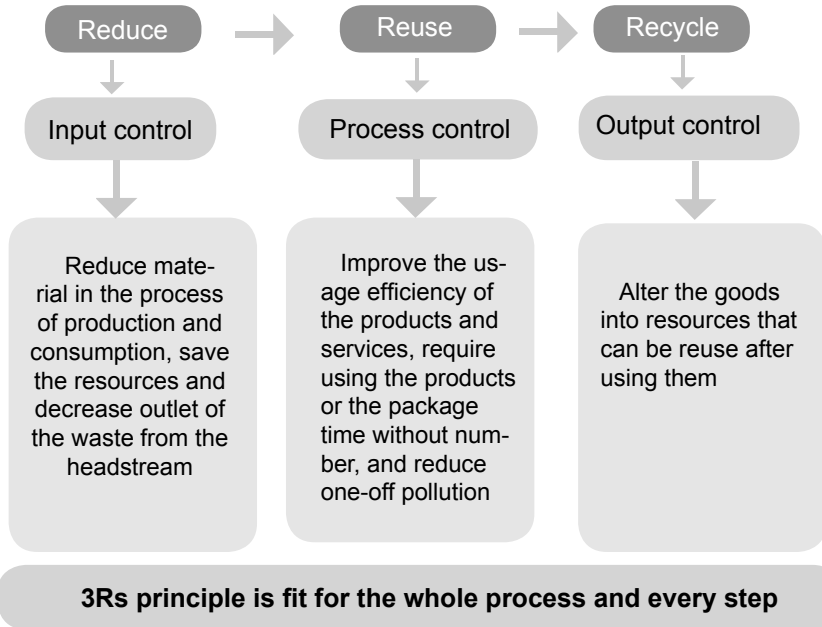 Reduce
Reuse
Recycle
Input control
Process control
Output control
Reduce mate-
rial in the process
of production and
consumption, save
the resources and
decrease outlet of
the waste from the
headstream
Improve the us-
age efficiency of
the products and
services, require
using the products
or the package
time without num-
ber, and reduce
one-off pollution
Alter the goods
into resources that
can be reuse after
using them
3Rs principle is fit for the whole process and every step